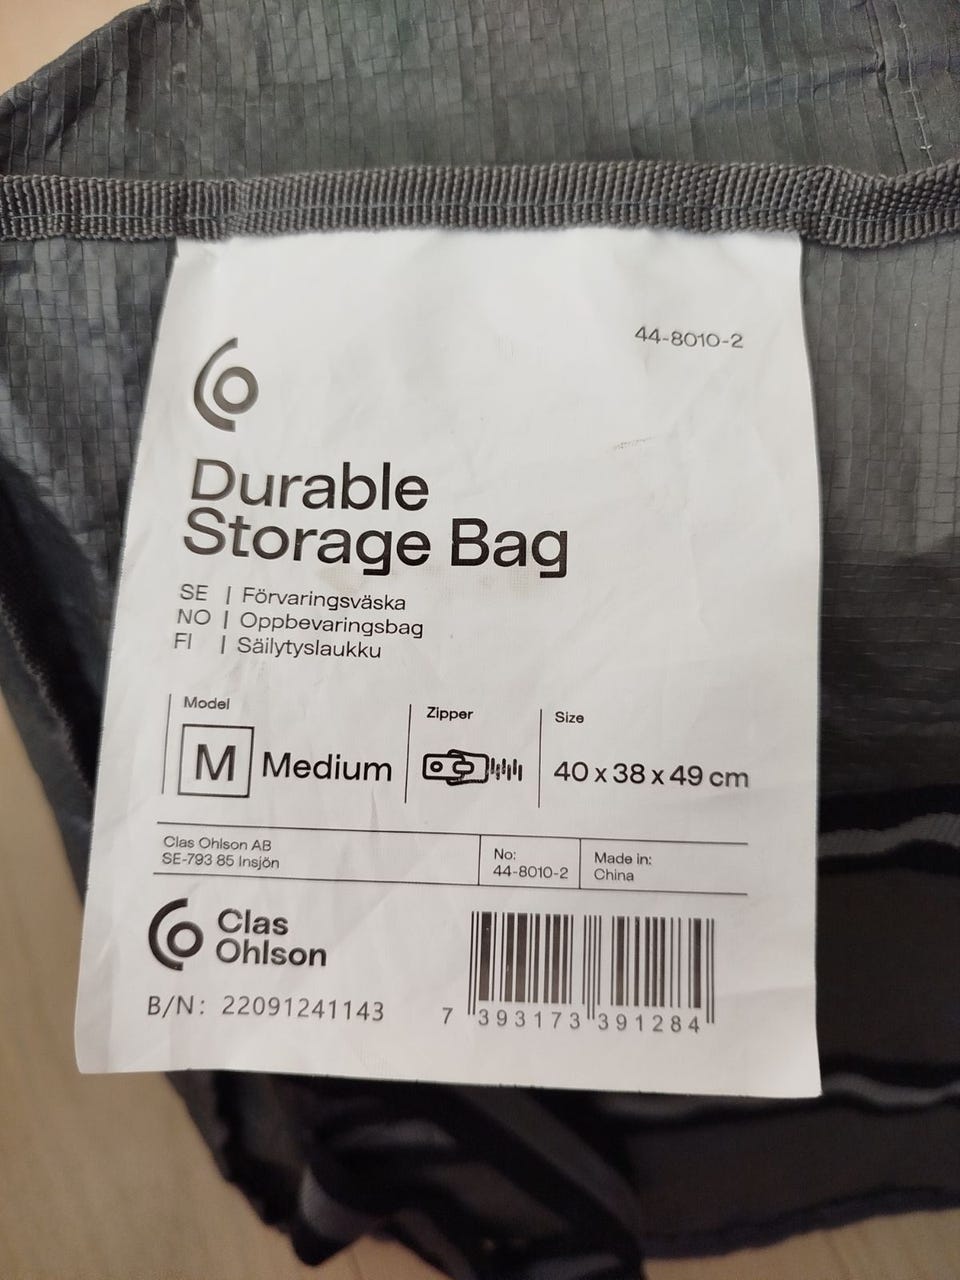 44-8010-2
Durable
Storage Bag
SE | Förvaringsväska
NO | Oppbevaringsbag
FI | Säilytyslaukku
Model
M Medium
Zipper
Size
40 x 38 x 49 cm
Clas Ohlson AB
SE-793 85 Insjön
No:
44-8010-2
Made in:
China
Clas
Ohlson
B/N: 22091241143
7 393173 391284